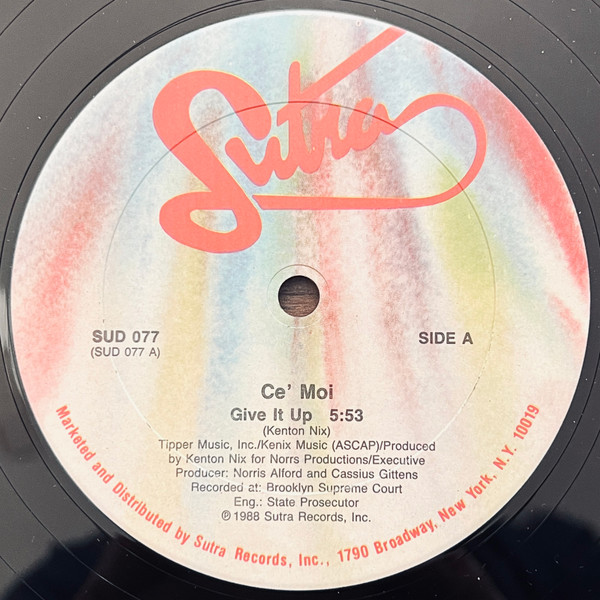 Sutra
SUD 077
(SUD 077 A)
SIDE A
Ce' Moi
Give It Up 5:53
(Kenton Nix)
Tipper Music, Inc./Kenix Music (ASCAP)/Produced
by Kenton Nix for Norrs Productions/Executive
Producer: Norris Alford and Cassius Gittens
Recorded at: Brooklyn Supreme Court
Eng.: State Prosecutor
℗ 1988 Sutra Records, Inc.
Marketed and Distributed by Sutra Records, Inc., 1790 Broadway, New York, N.Y. 10019